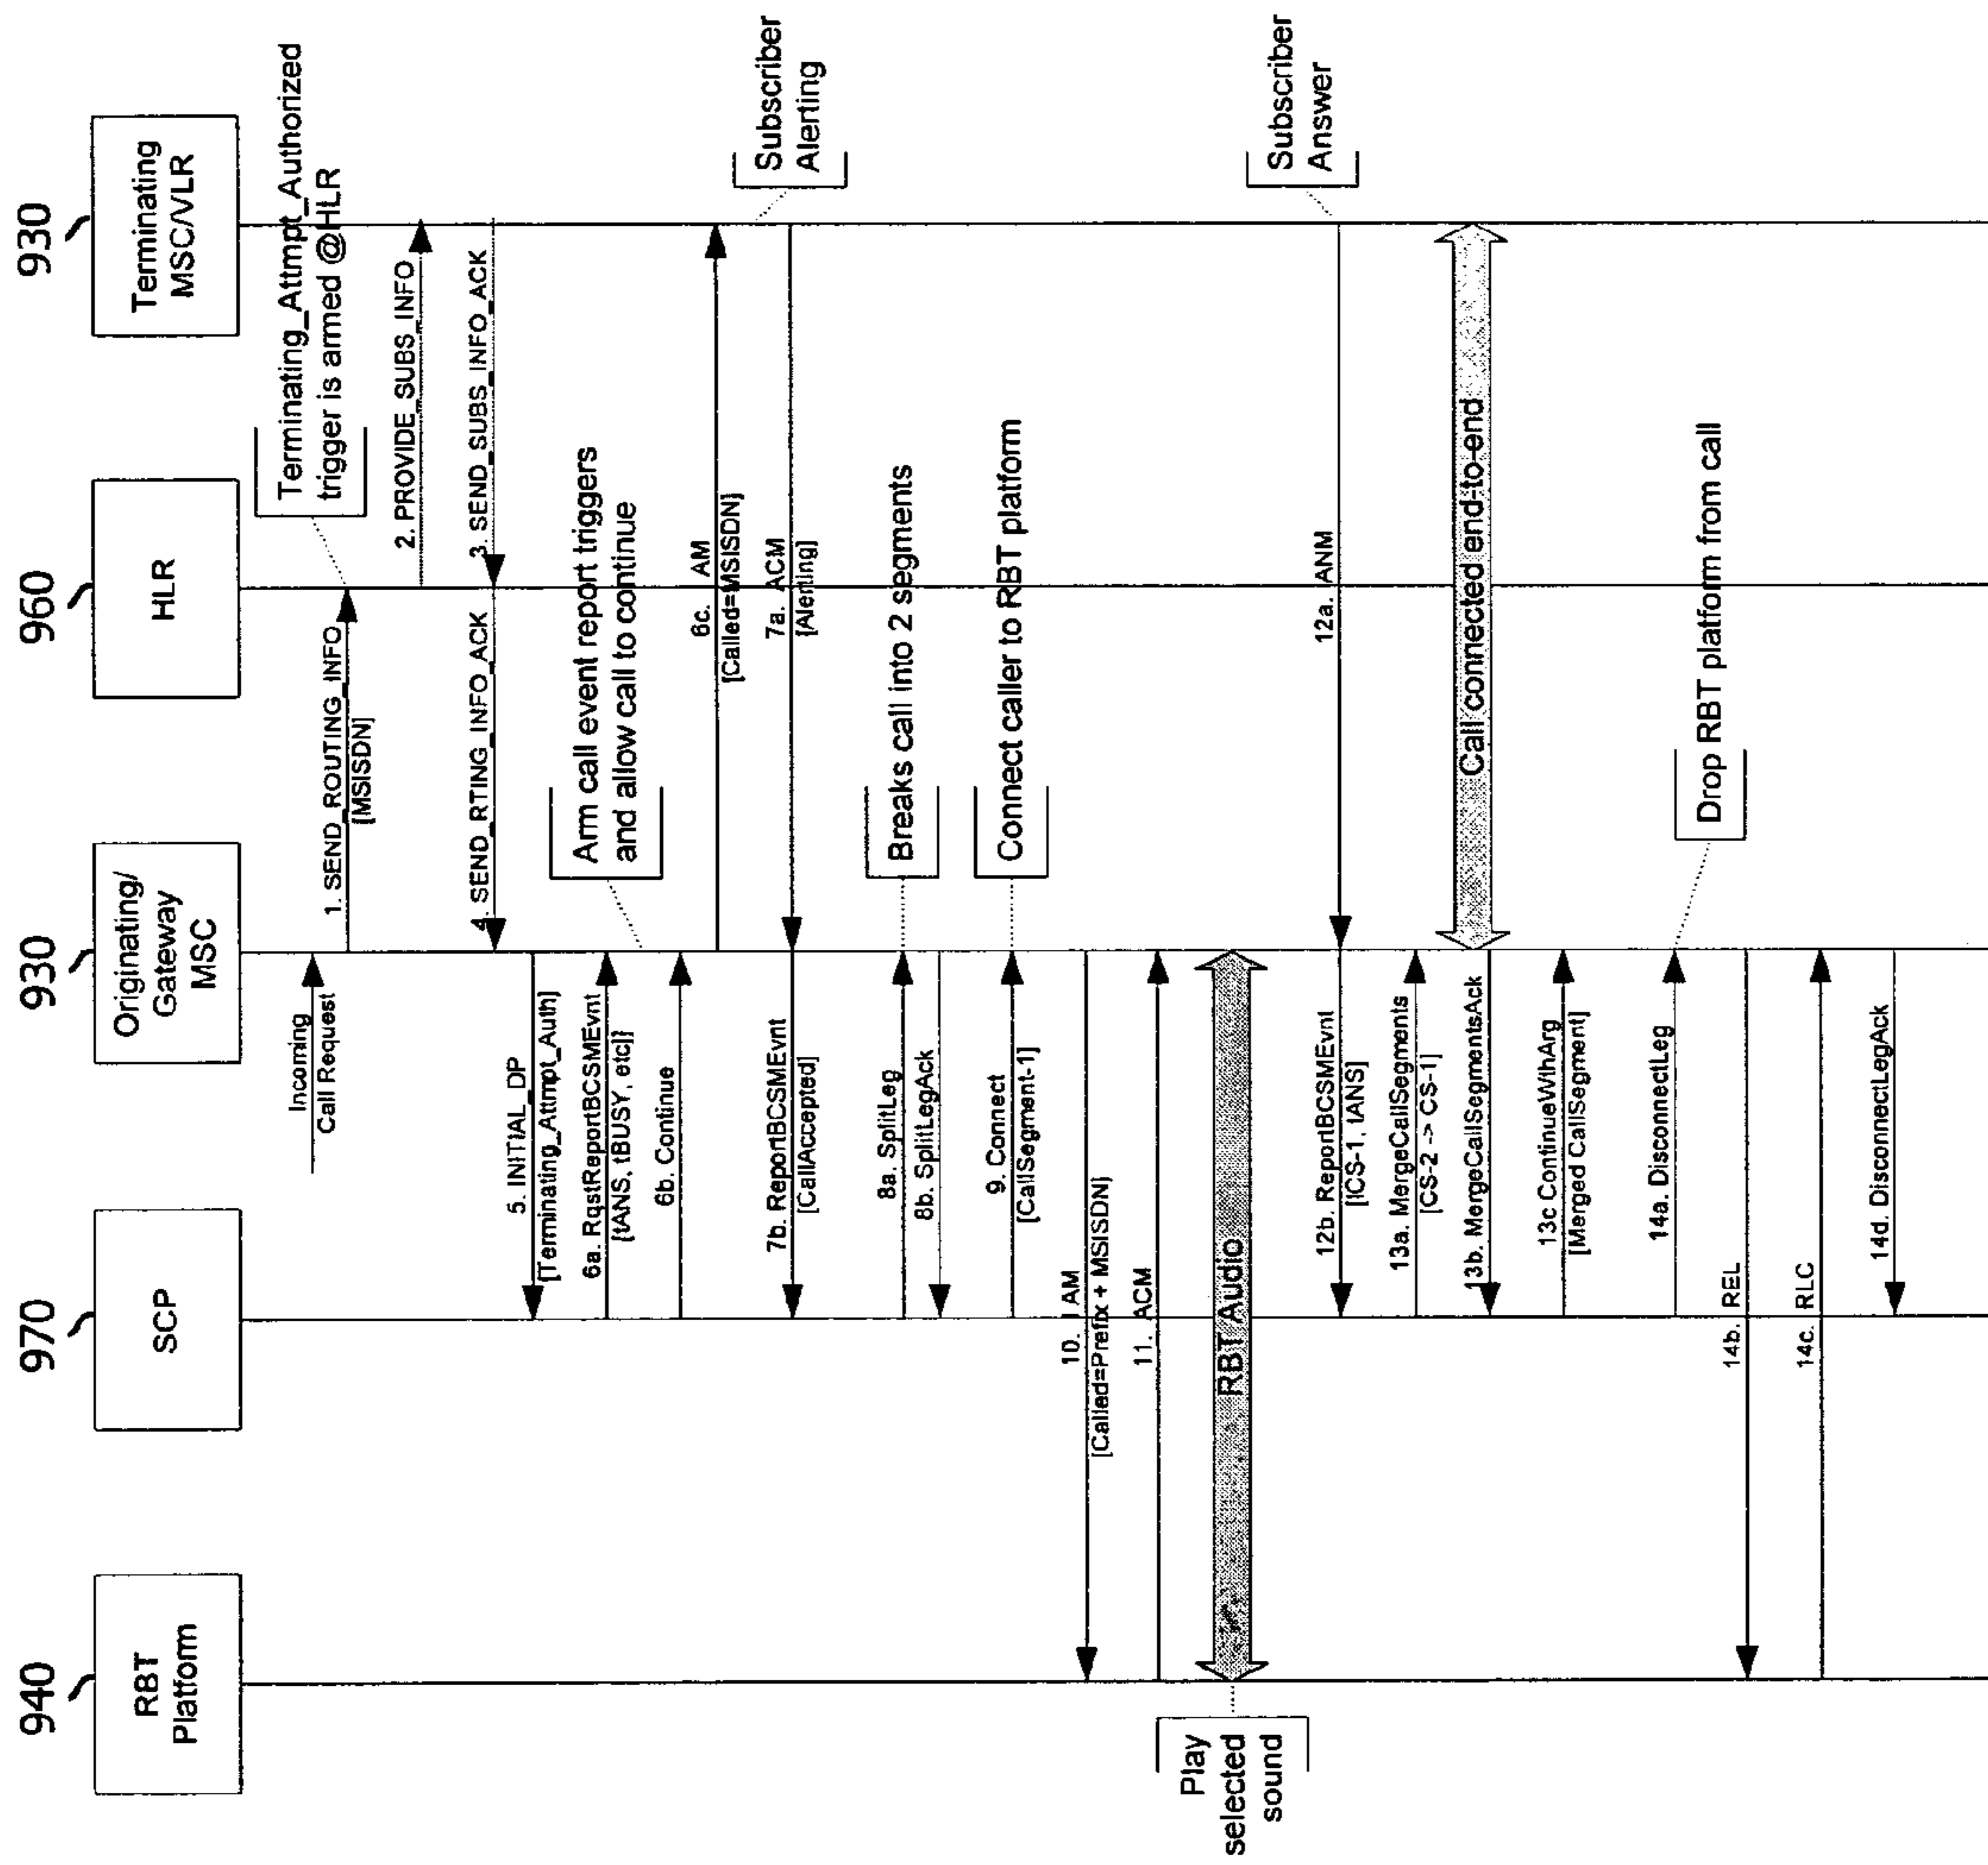 940
RBT
Platform
970
SCP
930
Originating/
Gateway
MSC
960
HLR
930
Terminating
MSC/VLR
Incoming
Call Request
Terminating_Attmpt_Authorized
trigger is armed @HLR
1. SEND_ROUTING_INFO
[MSISDN]
2. PROVIDE_SUBS_INFO
3. SEND_SUBS_INFO_ACK
4. SEND_RTING_INFO_ACK
5. INITIAL_DP
[Terminating_Attmpt_Auth]
Arm call event report triggers
and allow call to continue
6a. RqstReportBCSMEvnt
[tANS, tBUSY, etc]]
6b. Continue
6c. AM
[Called=MSISDN]
Subscriber
Alerting
7a. ACM
[Alerting]
7b. ReportBCSMEvnt
[CallAccepted]
8a. SplitLeg
Breaks call into 2 segments
8b. SplitLegAck
9. Connect
[CallSegment-1]
Connect caller to RBT platform
10. IAM
[Called=Prefix + MSISDN]
11. ACM
Play
selected
sound
RBT Audio
Subscriber
Answer
12a. ANM
12b. ReportBCSMEvnt
[CS-1, tANS]
13a. MergeCallSegments
[CS-2 -> CS-1]
Call connected end-to-end
13b. MergeCallSegmentsAck
13c ContinueWthArg
[Merged CallSegment]
14a. DisconnectLeg
Drop RBT platform from call
14b. REL
14c. RLC
14d. DisconnectLegAck